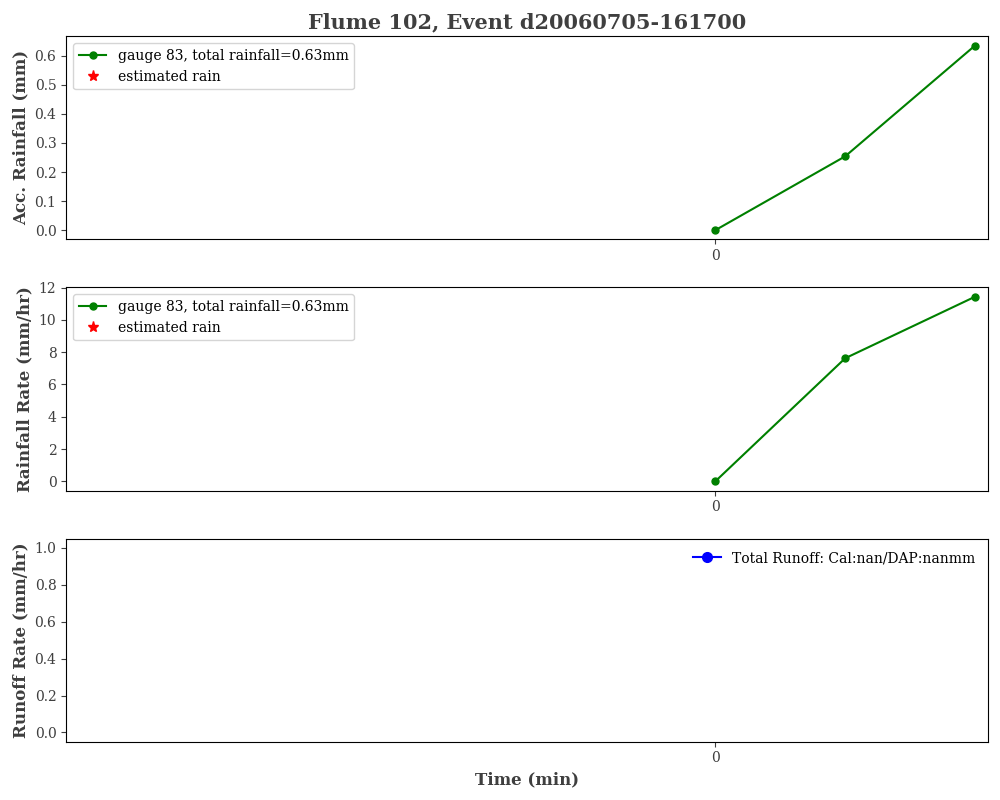 Flume 102, Event d20060705-161700
Acc. Rainfall (mm)
0.6
0.5
0.4
0.3
0.2
0.1
0.0
gauge 83, total rainfall=0.63mm
estimated rain
0
Rainfall Rate (mm/hr)
12
10
8
6
4
2
0
gauge 83, total rainfall=0.63mm
estimated rain
0
Runoff Rate (mm/hr)
1.0
0.8
0.6
0.4
0.2
0.0
Total Runoff: Cal:nan/DAP:nanmm
0
Time (min)